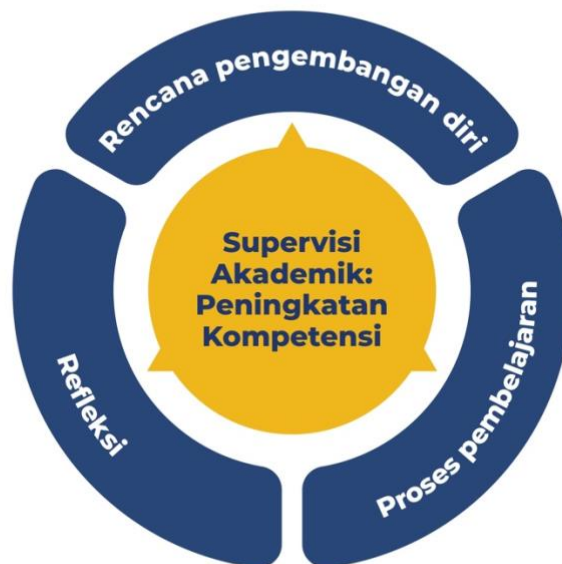 Rencana pengembangan diri
Supervisi
Akademik:
Peningkatan
Kompetensi
Refleksi
Proses pembelajaran